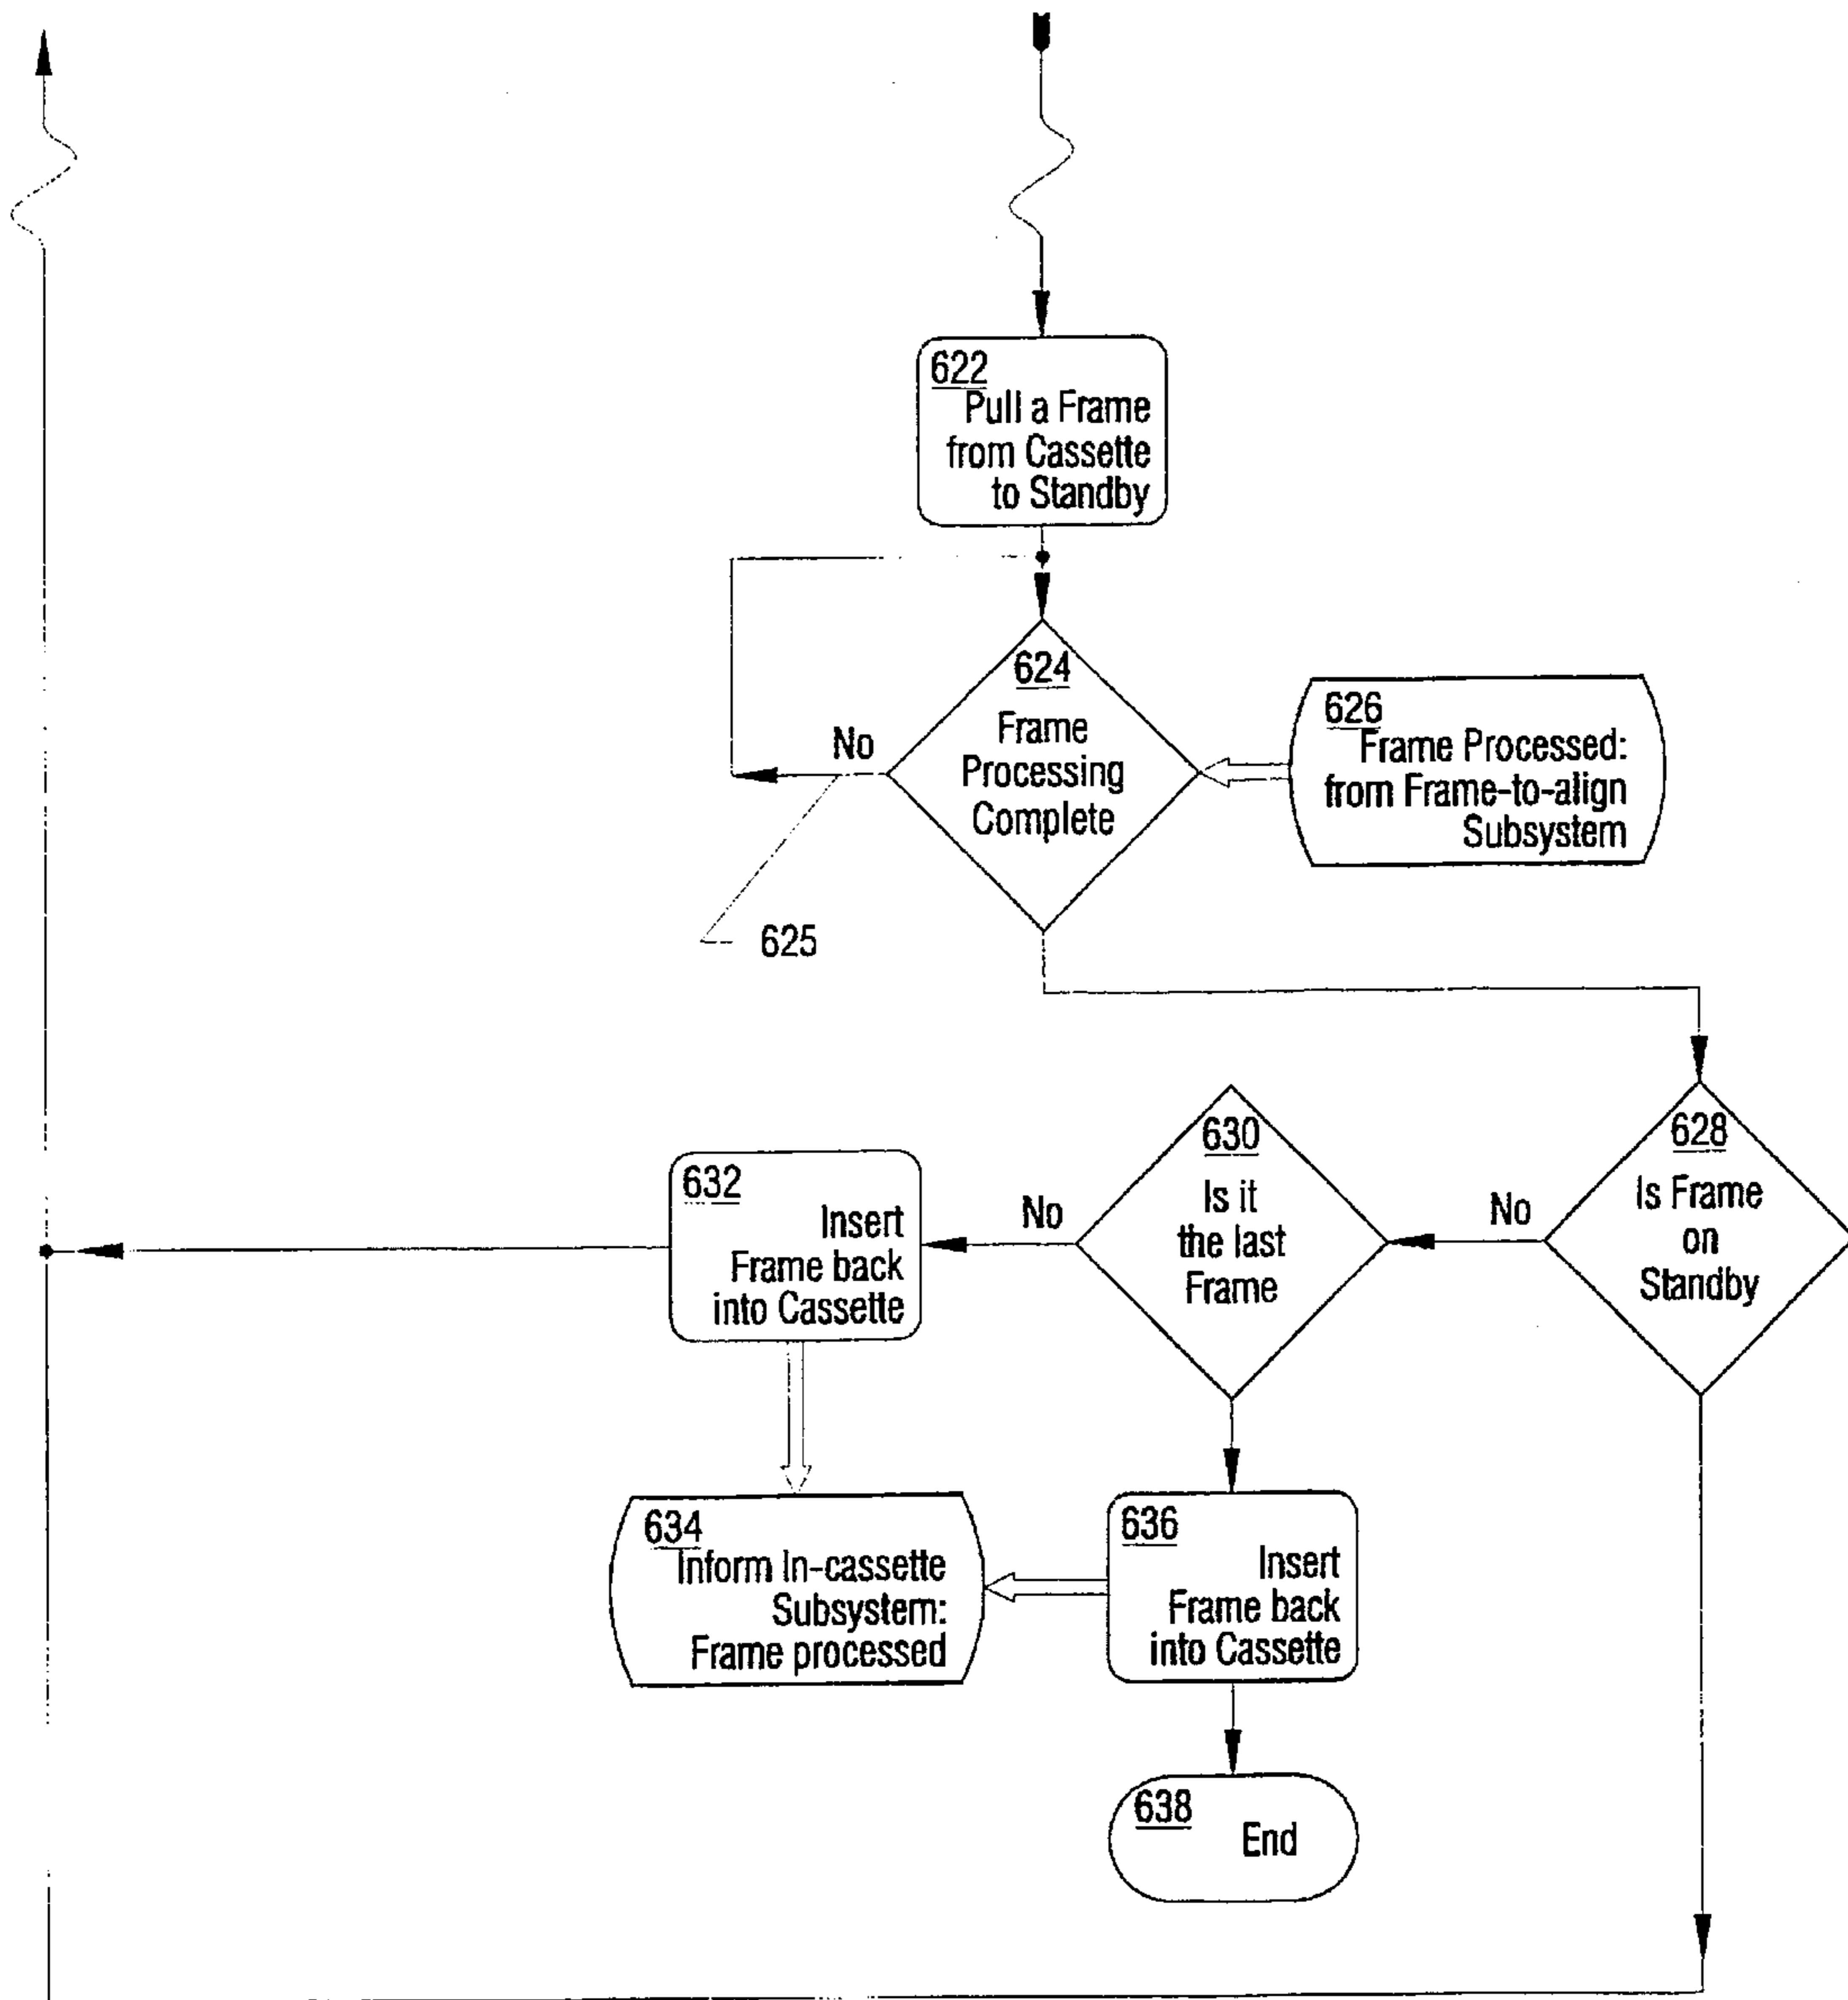 622
Pull a Frame
from Cassette
to Standby
624
Frame
Processing
Complete
No
625
626
Frame Processed:
from Frame-to-align
Subsystem
628
Is Frame
on
Standby
No
630
Is it
the last
Frame
No
632
Insert
Frame back
into Cassette
634
Inform In-cassette
Subsystem:
Frame processed
636
Insert
Frame back
into Cassette
638
End